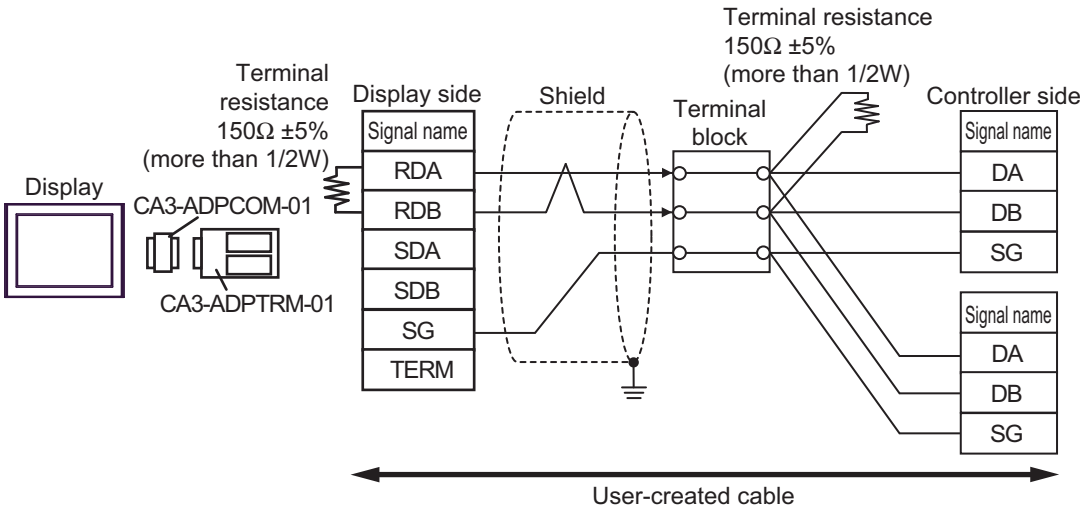 Terminal resistance
150Ω ±5%
(more than 1/2W)
Terminal
resistance
150Ω ±5%
(more than 1/2W)
Display side
Shield
Terminal
block
Controller side
Signal name
RDA
RDB
SDA
SDB
SG
TERM
Signal name
DA
DB
SG
Display
CA3-ADPCOM-01
CA3-ADPTRM-01
Signal name
DA
DB
SG
User-created cable